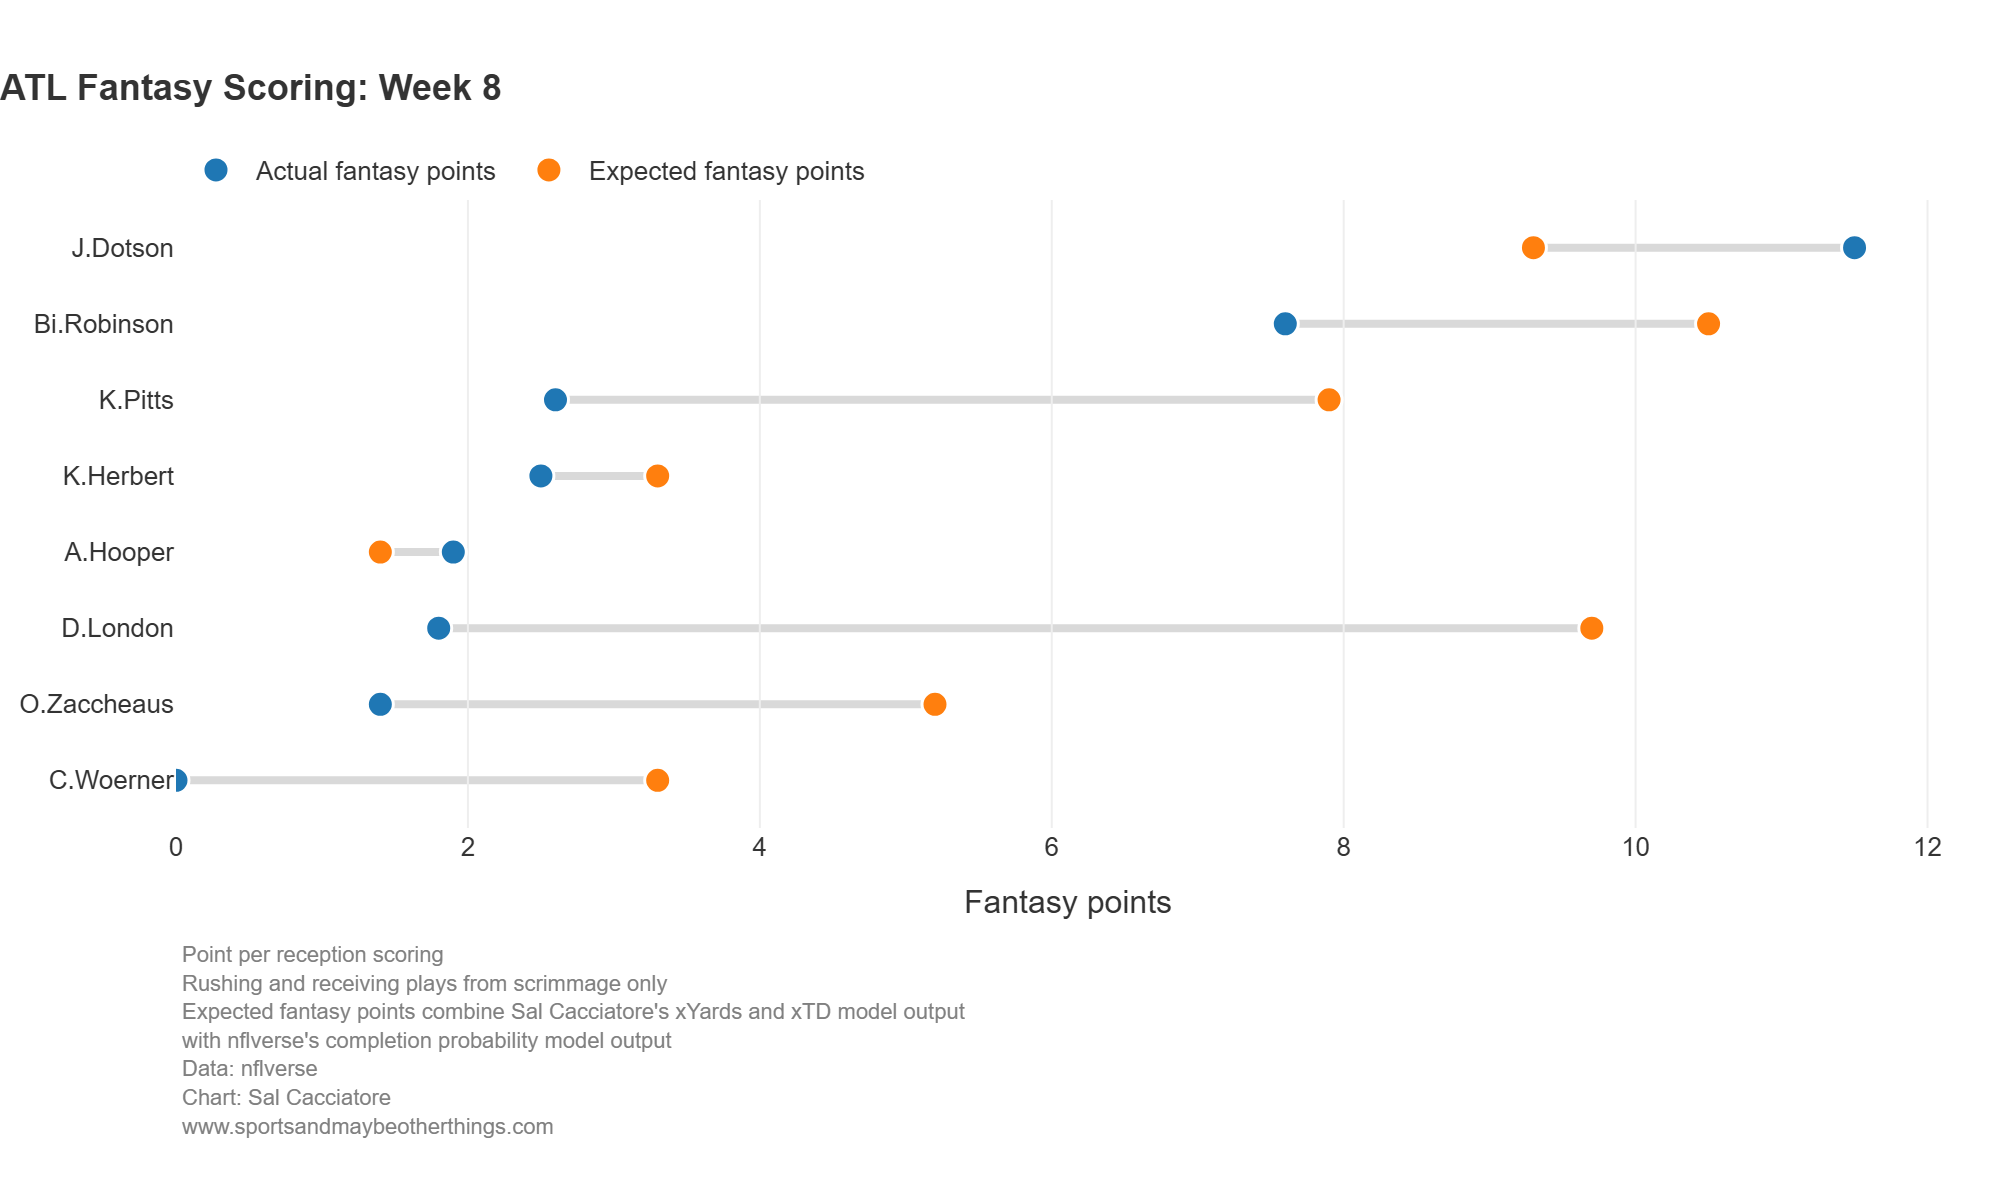 ATL Fantasy Scoring: Week 8
Actual fantasy points
Expected fantasy points
J.Dotson
Bi.Robinson
K.Pitts
K.Herbert
A.Hooper
D.London
O.Zaccheaus
C.Woerner
0 2 4 6 8 10 12
Fantasy points
Point per reception scoring
Rushing and receiving plays from scrimmage only
Expected fantasy points combine Sal Cacciatore's xYards and xTD model output
with nflverse's completion probability model output
Data: nflverse
Chart: Sal Cacciatore
www.sportsandmaybeotherthings.com